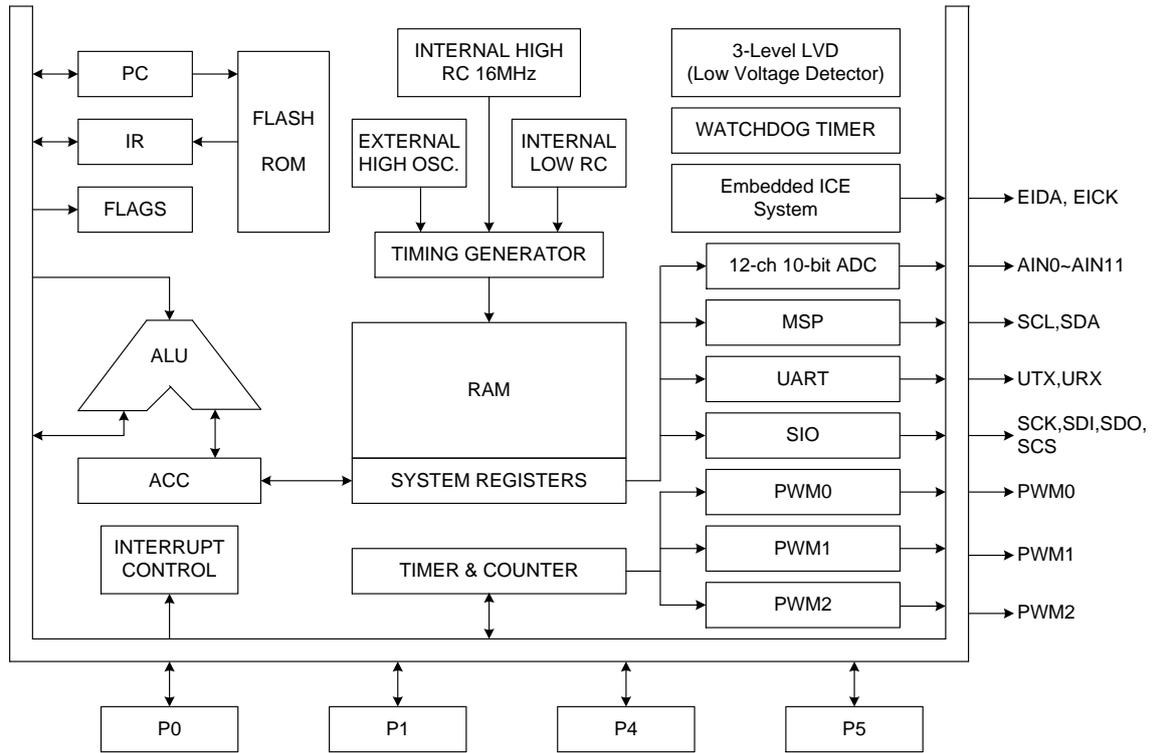 PC
IR
FLAGS
FLASH
ROM
INTERNAL HIGH
RC 16MHz
EXTERNAL
HIGH OSC.
INTERNAL
LOW RC
TIMING GENERATOR
3-Level LVD
(Low Voltage Detector)
WATCHDOG TIMER
Embedded ICE
System
EIDA, EICK
12-ch 10-bit ADC
AIN0~AIN11
MSP
SCL,SDA
UART
UTX,URX
SIO
SCK,SDI,SDO,
SCS
ALU
RAM
ACC
SYSTEM REGISTERS
PWM0
PWM0
INTERRUPT
CONTROL
TIMER & COUNTER
PWM1
PWM1
PWM2
PWM2
P0
P1
P4
P5